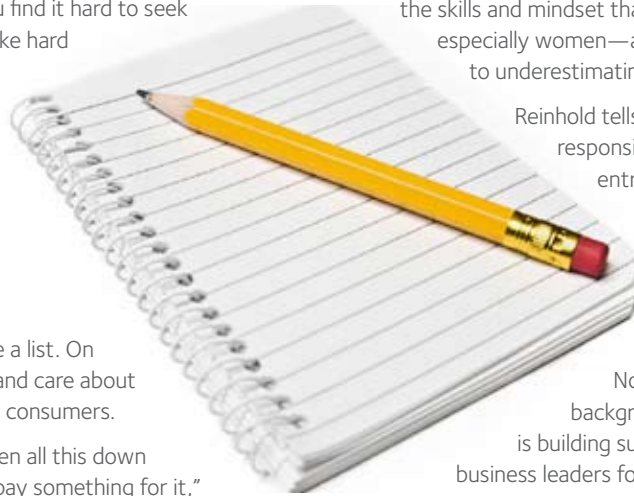 u find it hard to seek
ke hard
e a list. On
and care about
consumers.
en all this down
pay something for it,”
the skills and mindset tha
especially women—a
to underestimatin
Reinhold tells
responsi
entr
No
backgr
is building su
business leaders fo